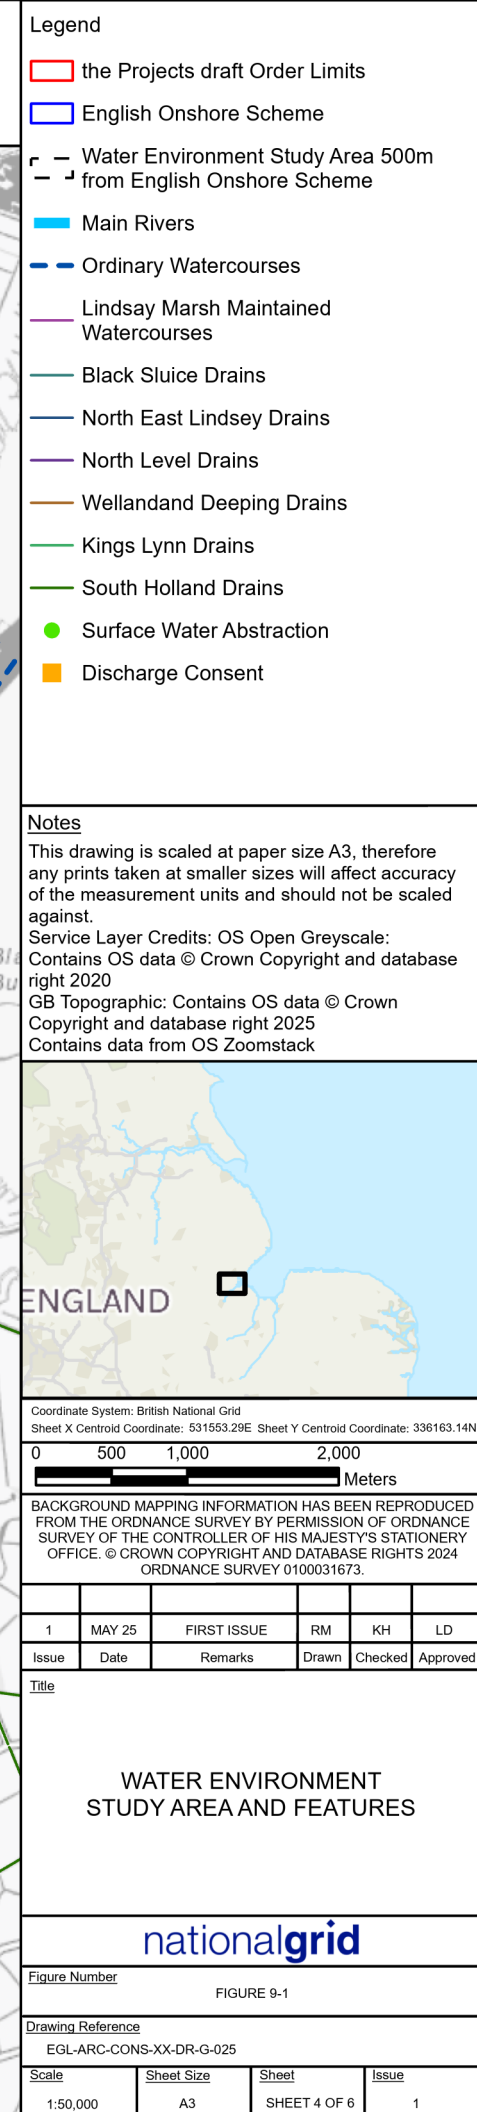 Legend
the Projects draft Order Limits
English Onshore Scheme
Water Environment Study Area 500m
from English Onshore Scheme
Main Rivers
Ordinary Watercourses
Lindsay Marsh Maintained
Watercourses
Black Sluice Drains
North East Lindsey Drains
North Level Drains
Wellandand Deeping Drains
Kings Lynn Drains
South Holland Drains
Surface Water Abstraction
Discharge Consent
Notes
This drawing is scaled at paper size A3, therefore
any prints taken at smaller sizes will affect accuracy
of the measurement units and should not be scaled
against.
Service Layer Credits: OS Open Greyscale:
Contains OS data © Crown Copyright and database
right 2020
GB Topographic: Contains OS data © Crown
Copyright and database right 2025
Contains data from OS Zoomstack
ENGLAND
Coordinate System: British National Grid
Sheet X Centroid Coordinate: 531553.29E Sheet Y Centroid Coordinate: 336163.14N
0 500 1,000 2,000
Meters
BACKGROUND MAPPING INFORMATION HAS BEEN REPRODUCED
FROM THE ORDNANCE SURVEY BY PERMISSION OF ORDNANCE
SURVEY OF THE CONTROLLER OF HIS MAJESTY'S STATIONERY
OFFICE. © CROWN COPYRIGHT AND DATABASE RIGHTS 2024
ORDNANCE SURVEY 0100031673.
1 MAY 25 FIRST ISSUE RM KH LD
Issue Date Remarks Drawn Checked Approved
Title
WATER ENVIRONMENT
STUDY AREA AND FEATURES
nationalgrid
Figure Number
FIGURE 9-1
Drawing Reference
EGL-ARC-CONS-XX-DR-G-025
Scale Sheet Size Sheet Issue
1:50,000 A3 SHEET 4 OF 6 1